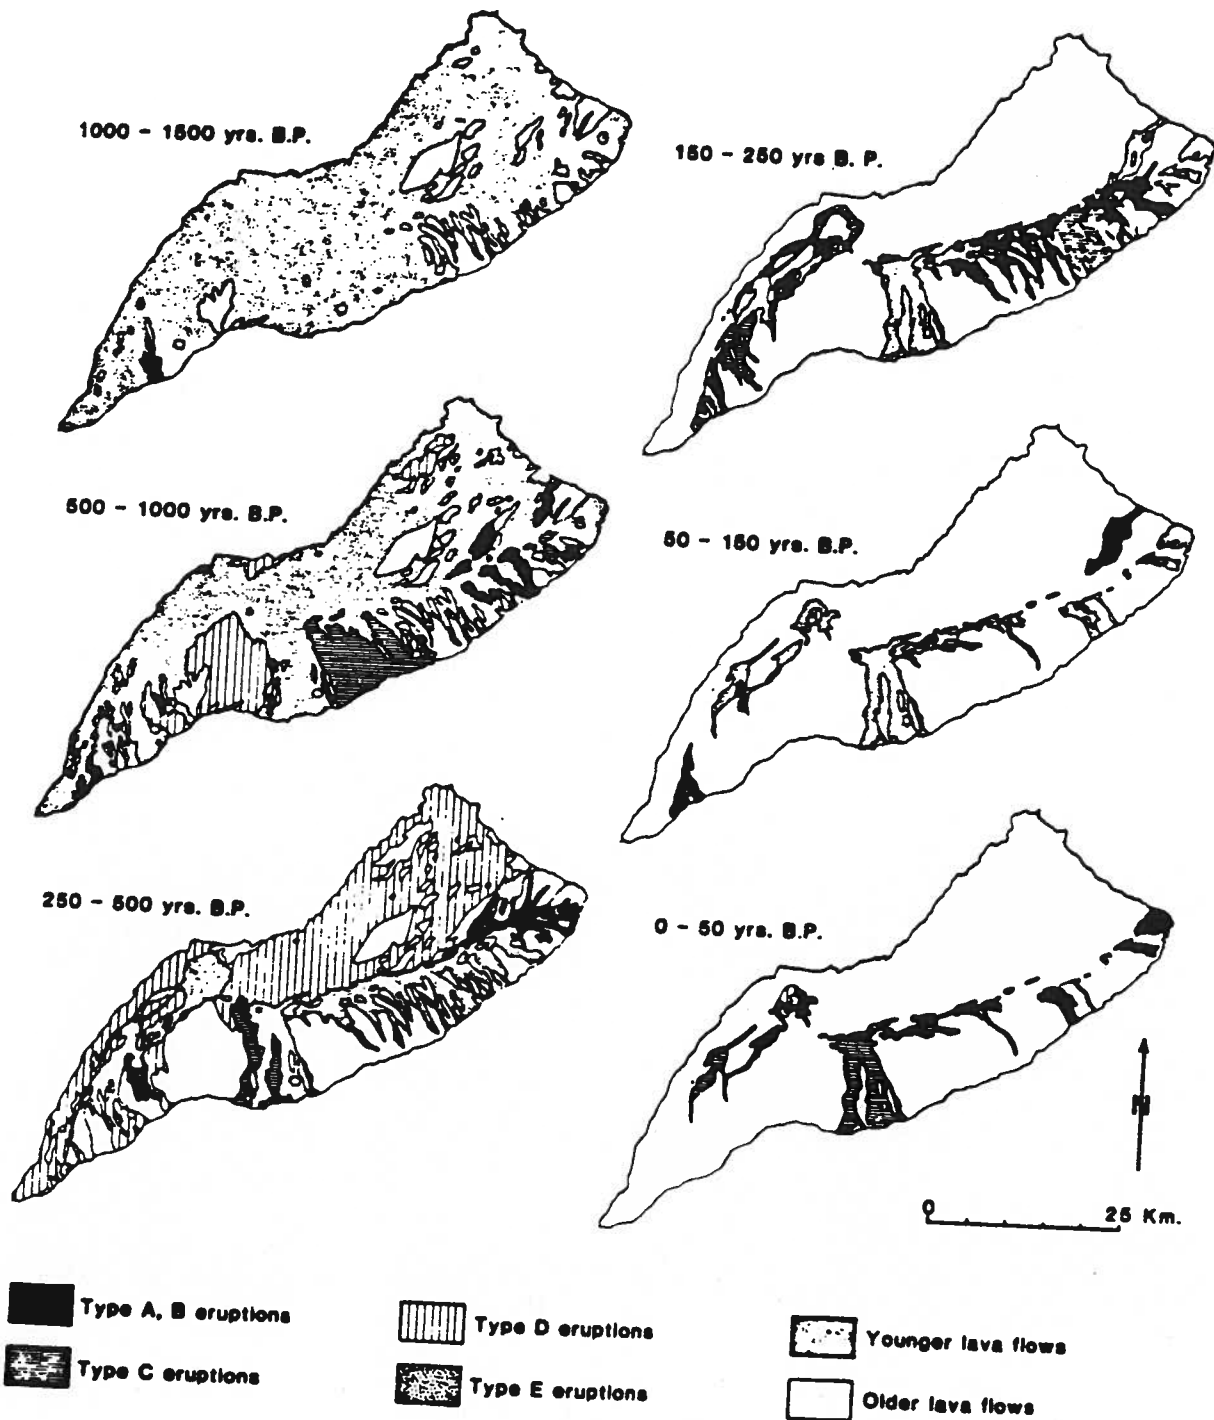 1000 - 1500 yrs. B.P.
150 - 250 yrs B. P.
500 - 1000 yrs. B.P.
50 - 150 yrs. B.P.
250 - 500 yrs. B.P.
0 - 50 yrs. B.P.
N
0 25 Km.
Type A, B eruptions
Type C eruptions
Type D eruptions
Type E eruptions
Younger lava flows
Older lava flows